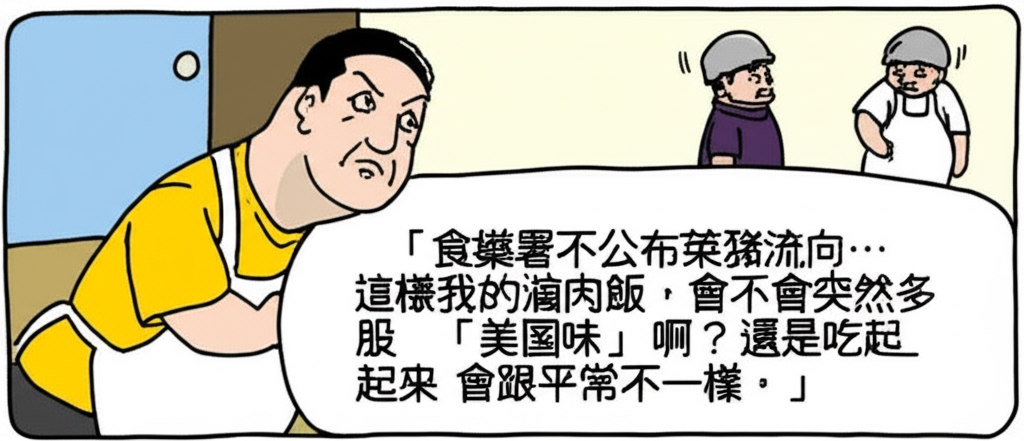 「食藥署不公布萊豬流向…
這樣我的滷肉飯，會不會突然多
股 「美国味」啊？還是吃起
起來 會跟平常不一樣。」